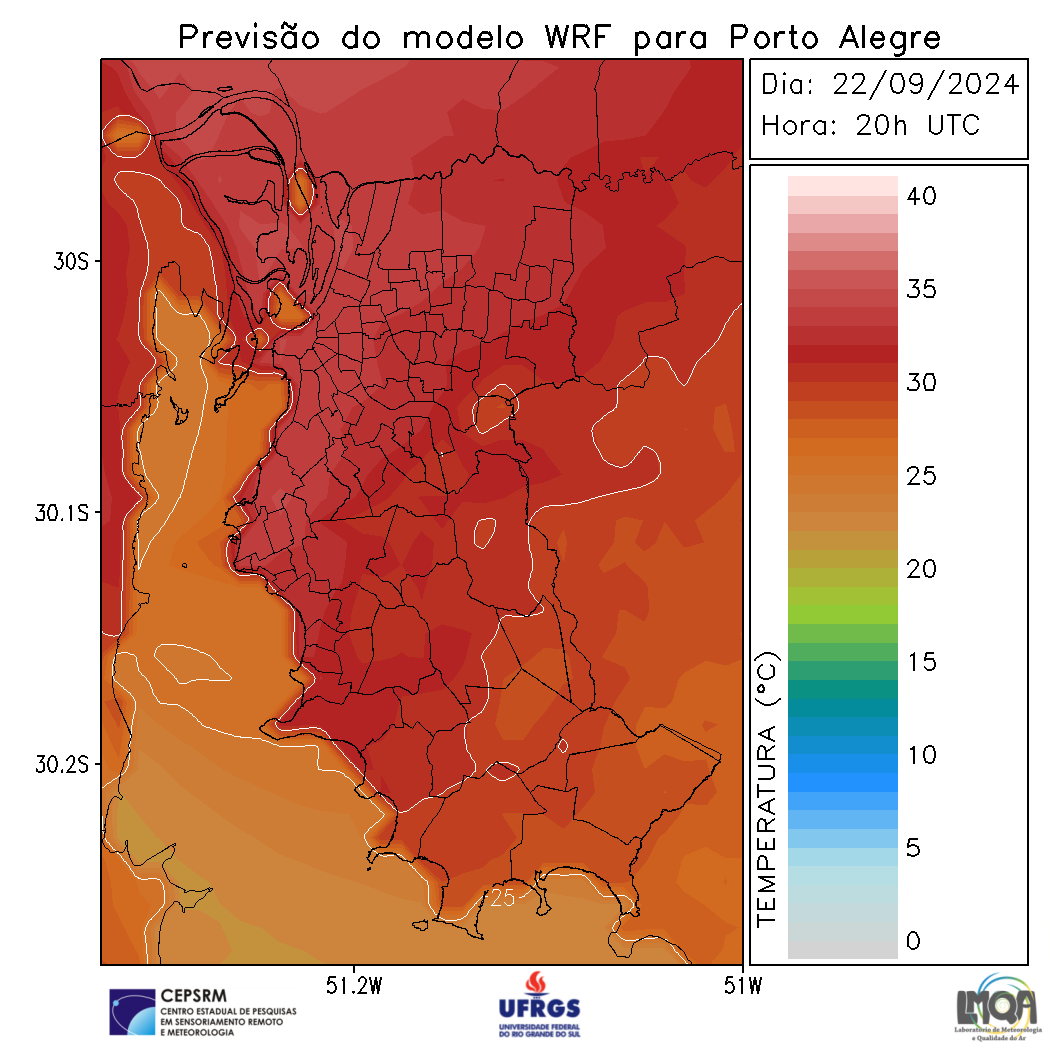 Previsão do modelo WRF para Porto Alegre
Dia: 22/09/2024
Hora: 20h UTC
40
35
30
25
20
15
10
5
0
TEMPERATURA (°C)
30S
30.1S
30.2S
25
51.2W
51W
CEPSRM
CENTRO ESTADUAL DE PESQUISAS
EM SENSORIAMENTO REMOTO
E METEOROLOGIA
UFRGS
UNIVERSIDADE FEDERAL
DO RIO GRANDE DO SUL
LMQA
Laboratório de Meteorologia
e Qualidade do Ar